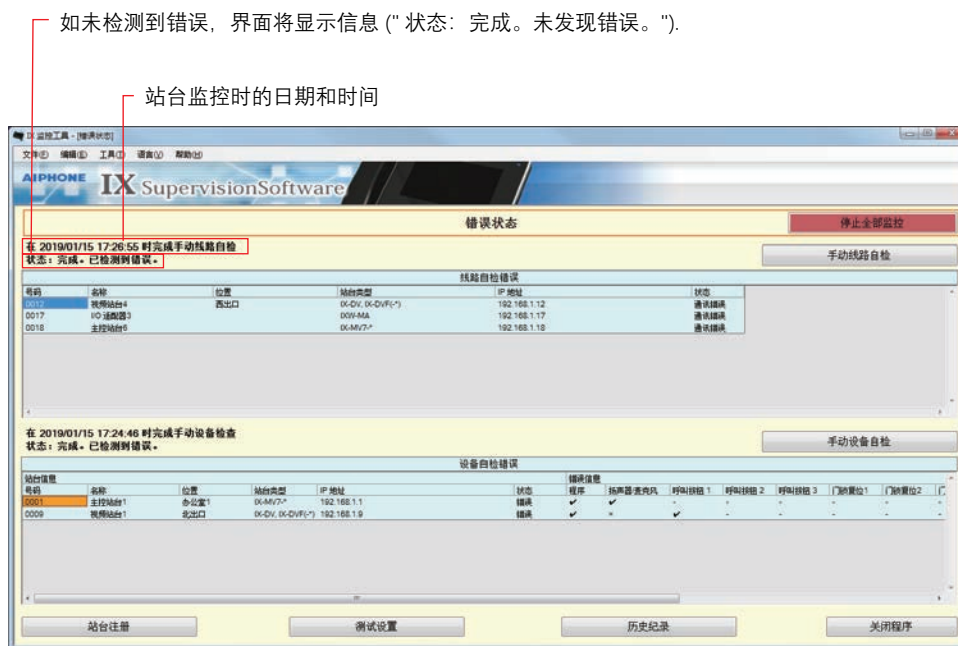 如未检测到错误，界面将显示信息 (" 状态：完成。未发现错误。").
站台监控时的日期和时间
IX 监控工具 - [错误状态]
文件(F) 编辑(E) 工具(T) 语言(V) 帮助(H)
AIPHONE IX SupervisionSoftware
错误状态 停止全部监控
在 2019/01/15 17:26:55 时完成手动线路自检
状态：完成。已检测到错误。 手动线路自检
线路自检错误
号码 名称 位置 站台类型 IP 地址 状态
0012 视频站台4 西出口 IX-DV, IX-DVF(-*) 192.168.1.12 通讯错误
0017 I/O 适配器3 IXW-MA 192.168.1.17 通讯错误
0018 主控站台6 IX-MV7-* 192.168.1.18 通讯错误
在 2019/01/15 17:24:46 时完成手动设备检查
状态：完成。已检测到错误。 手动设备自检
设备自检错误
站台信息 错误信息
号码 名称 位置 站台类型 IP 地址 状态 程序 扬声器/麦克风 呼叫按钮 1 呼叫按钮 2 呼叫按钮 3 门锁复位1 门锁复位2
0001 主控站台1 办公室1 IX-MV7-* 192.168.1.1 错误 ✔ ✔ - - - - -
0009 视频站台1 北出口 IX-DV, IX-DVF(-*) 192.168.1.9 错误 ✔ - ✔ - - - -
站台注册 测试设置 历史纪录 关闭程序